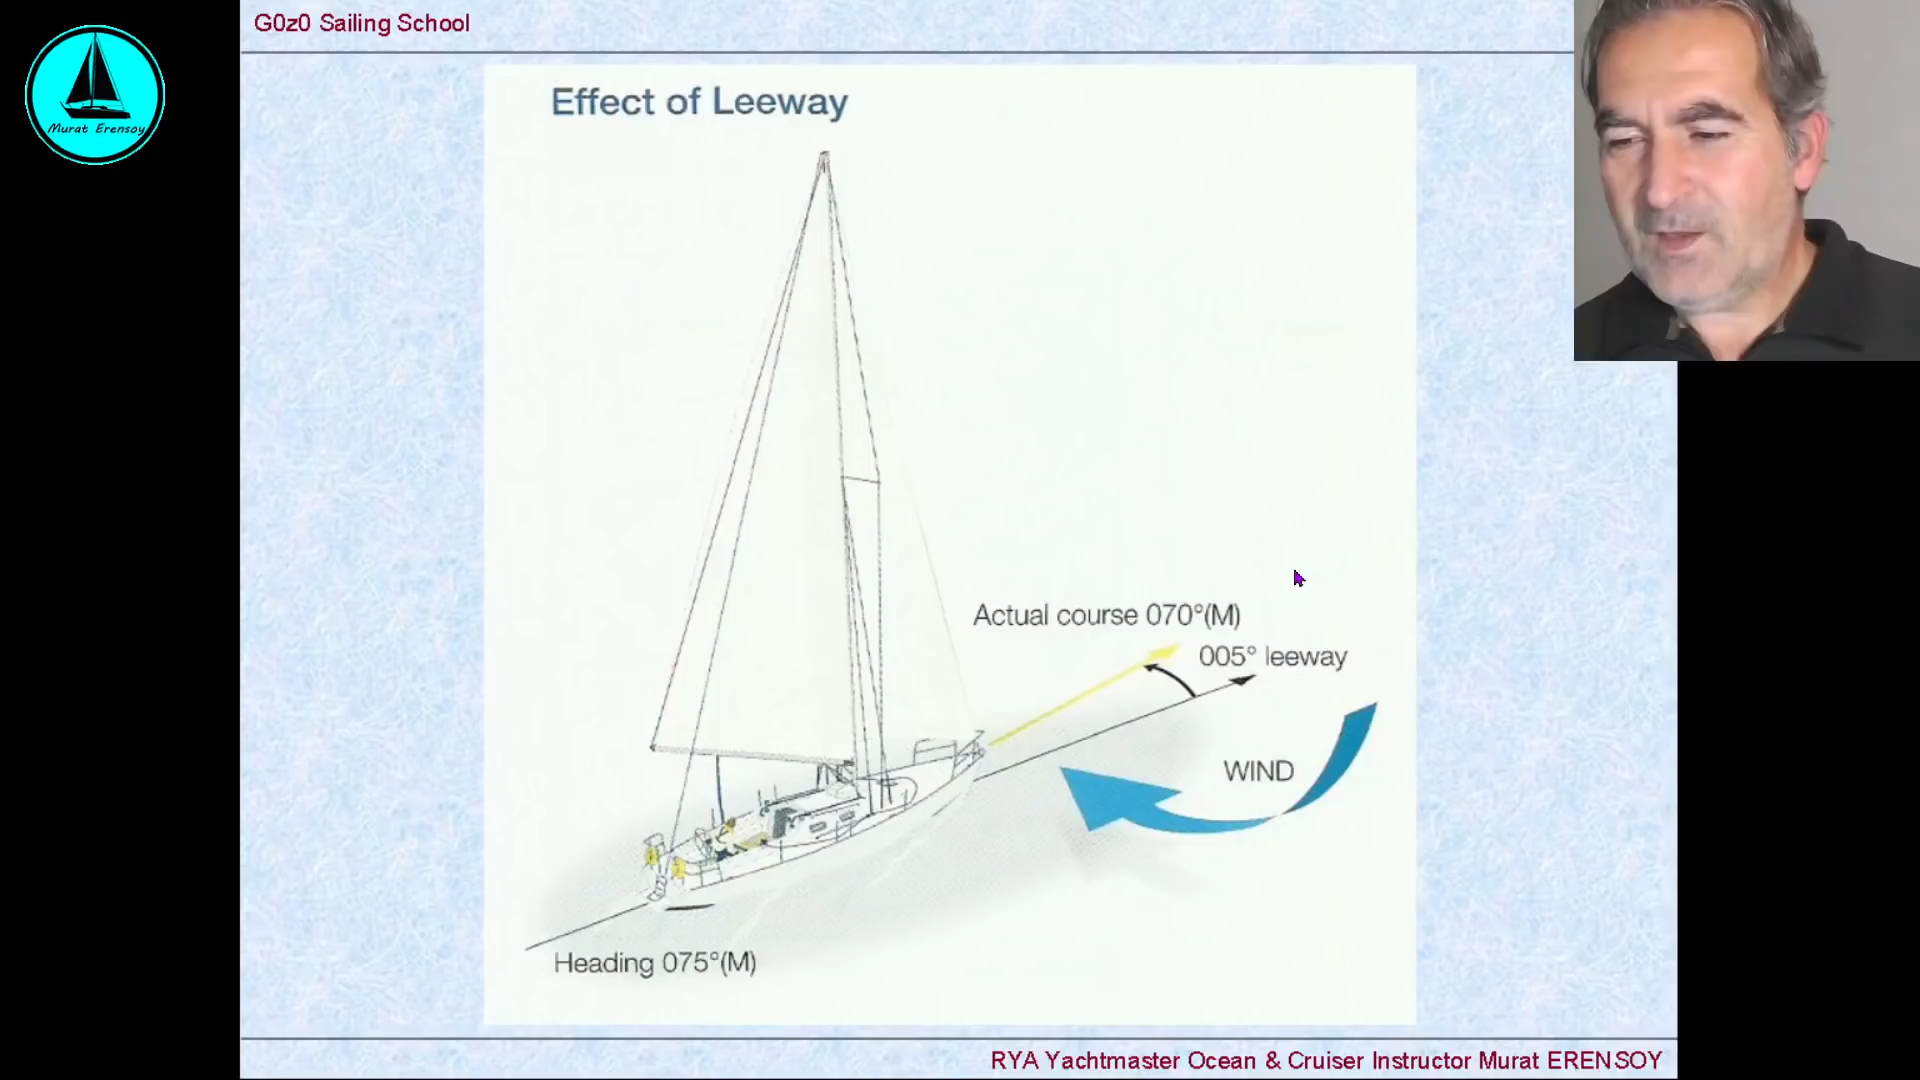 G0z0 Sailing School
Murat Erensoy
Effect of Leeway
Actual course 070°(M)
005° leeway
WIND
Heading 075°(M)
RYA Yachtmaster Ocean & Cruiser Instructor Murat ERENSOY